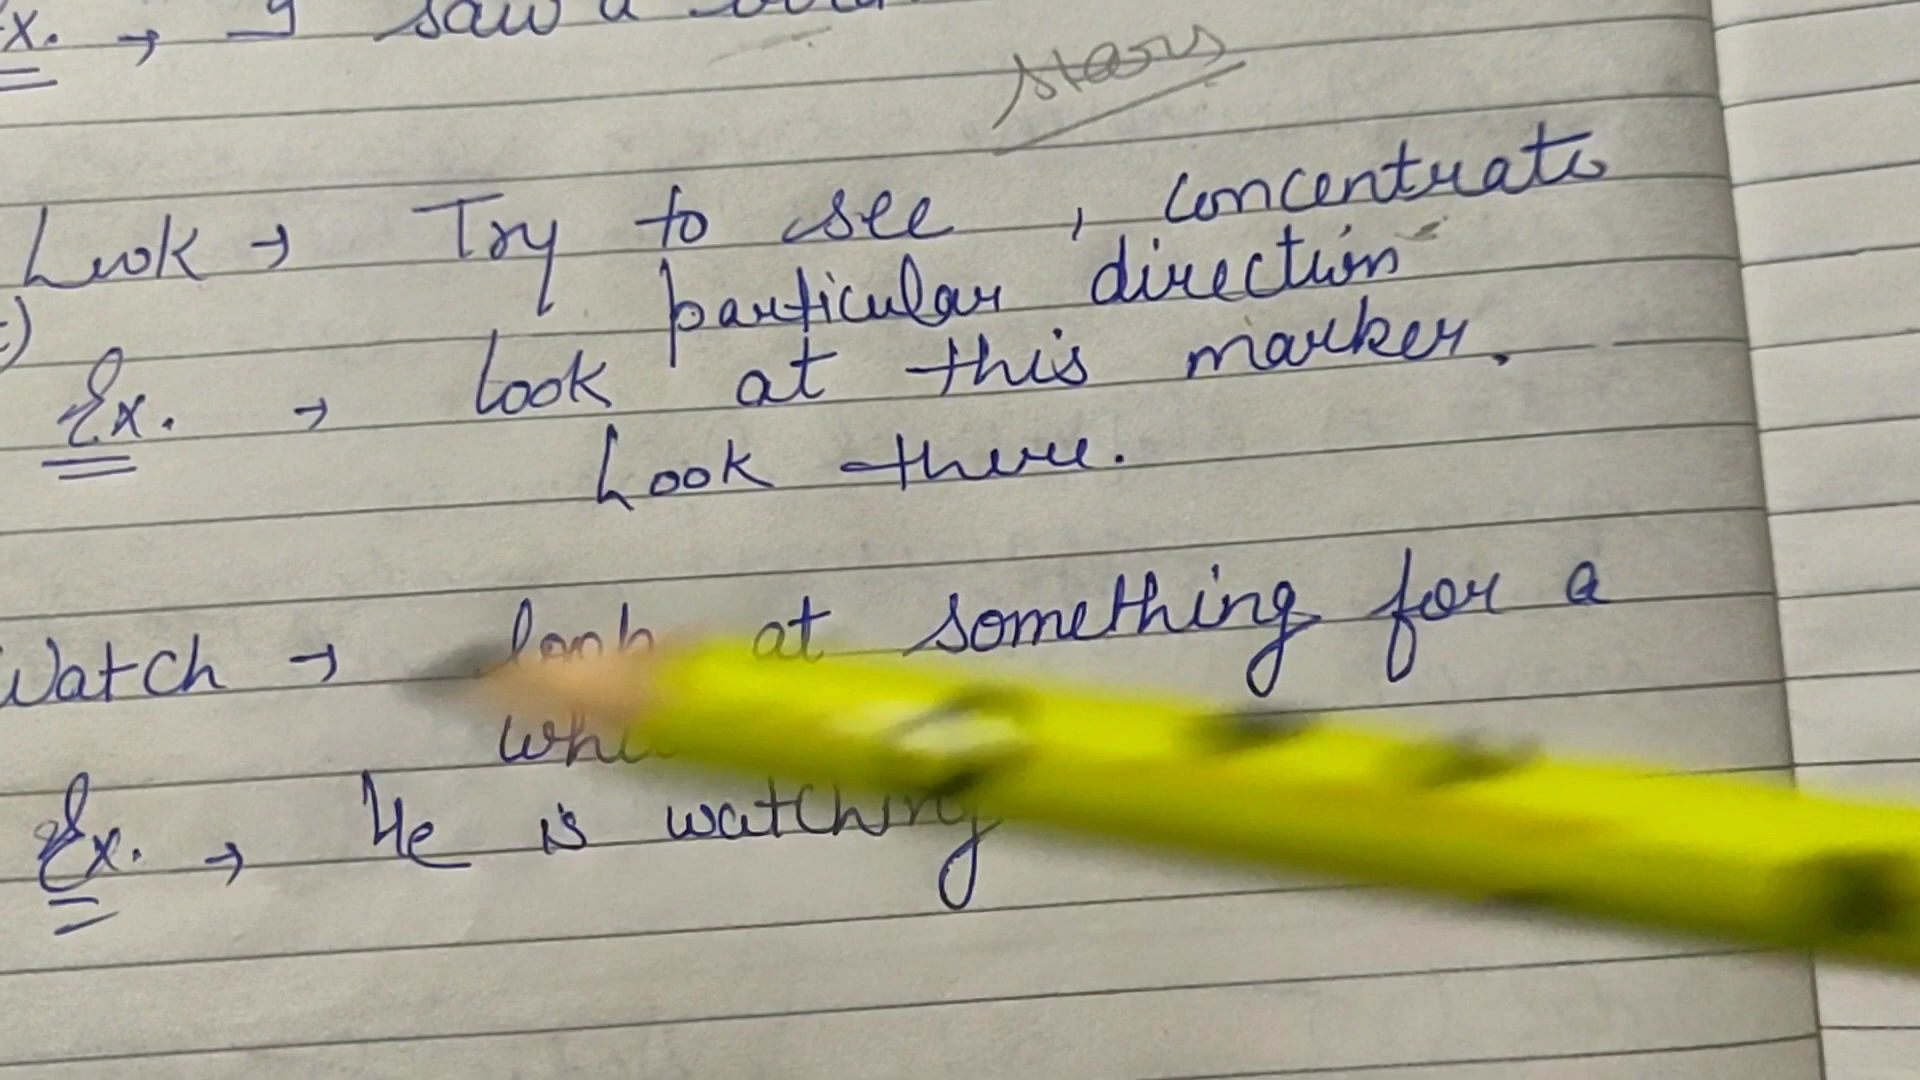 Ex. → I saw a
stars
Look → Try to see , concentrate
particular direction
Ex. → Look at this marker.
Look there.
Watch → look at something for a
Ex. → He is watching